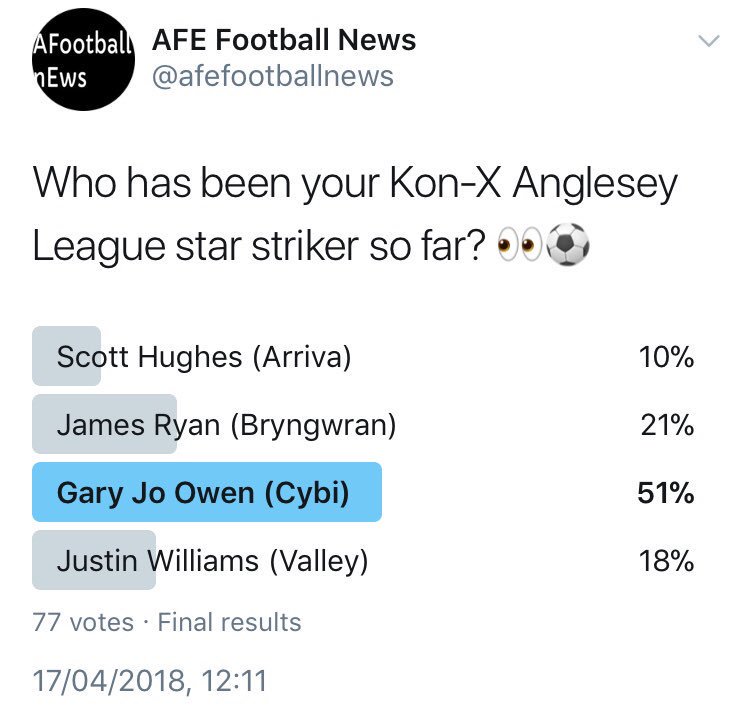 AFootball
nEws
AFE Football News
@afefootballnews
Who has been your Kon-X Anglesey
League star striker so far? 👀⚽
Scott Hughes (Arriva) 10%
James Ryan (Bryngwran) 21%
Gary Jo Owen (Cybi) 51%
Justin Williams (Valley) 18%
77 votes · Final results
17/04/2018, 12:11